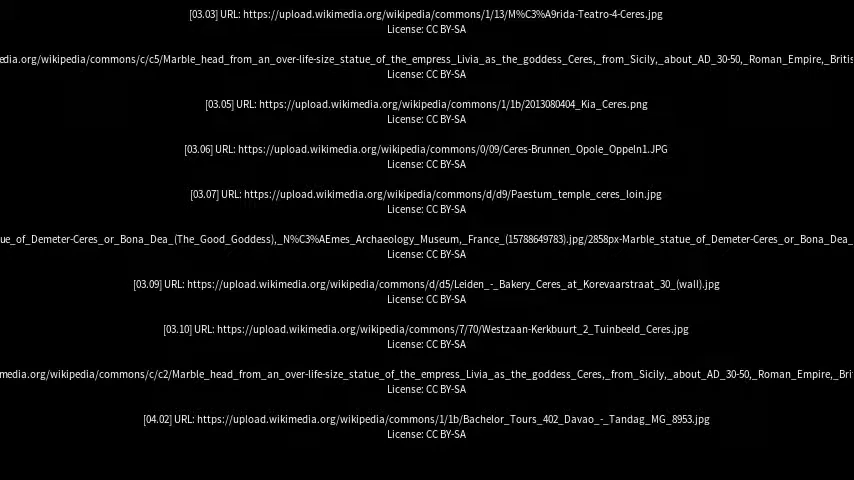 [03.03] URL: https://upload.wikimedia.org/wikipedia/commons/1/13/M%C3%A9rida-Teatro-4-Ceres.jpg
License: CC BY-SA
edia.org/wikipedia/commons/c/c5/Marble_head_from_an_over-life-size_statue_of_the_empress_Livia_as_the_goddess_Ceres,_from_Sicily,_about_AD_30-50,_Roman_Empire,_Britis
License: CC BY-SA
[03.05] URL: https://upload.wikimedia.org/wikipedia/commons/1/1b/2013080404_Kia_Ceres.png
License: CC BY-SA
[03.06] URL: https://upload.wikimedia.org/wikipedia/commons/0/09/Ceres-Brunnen_Opole_Oppeln1.JPG
License: CC BY-SA
[03.07] URL: https://upload.wikimedia.org/wikipedia/commons/d/d9/Paestum_temple_ceres_loin.jpg
License: CC BY-SA
ue_of_Demeter-Ceres_or_Bona_Dea_(The_Good_Goddess),_N%C3%AEmes_Archaeology_Museum,_France_(15788649783).jpg/2858px-Marble_statue_of_Demeter-Ceres_or_Bona_Dea_
License: CC BY-SA
[03.09] URL: https://upload.wikimedia.org/wikipedia/commons/d/d5/Leiden_-_Bakery_Ceres_at_Korevaarstraat_30_(wall).jpg
License: CC BY-SA
[03.10] URL: https://upload.wikimedia.org/wikipedia/commons/7/70/Westzaan-Kerkbuurt_2_Tuinbeeld_Ceres.jpg
License: CC BY-SA
media.org/wikipedia/commons/c/c2/Marble_head_from_an_over-life-size_statue_of_the_empress_Livia_as_the_goddess_Ceres,_from_Sicily,_about_AD_30-50,_Roman_Empire,_Bri
License: CC BY-SA
[04.02] URL: https://upload.wikimedia.org/wikipedia/commons/1/1b/Bachelor_Tours_402_Davao_-_Tandag_MG_8953.jpg
License: CC BY-SA